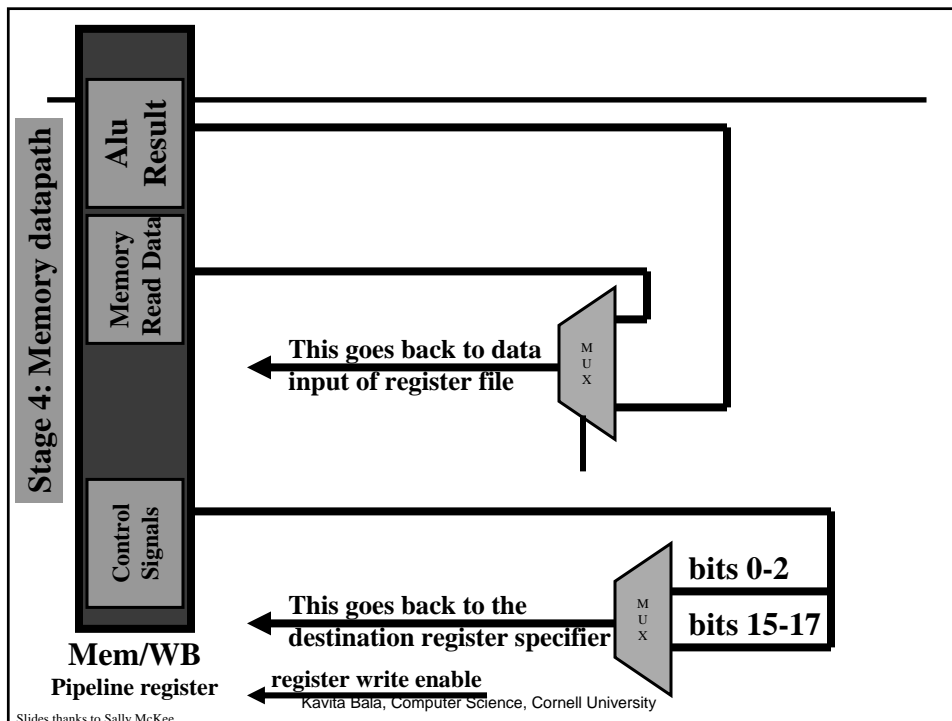 Stage 4: Memory datapath
Alu
Result
Memory
Read Data
Control
Signals
Mem/WB
Pipeline register
This goes back to data
input of register file
M
U
X
This goes back to the
destination register specifier
M
U
X
bits 0-2
bits 15-17
register write enable
Kavita Bala, Computer Science, Cornell University
Slides thanks to Sally McKee